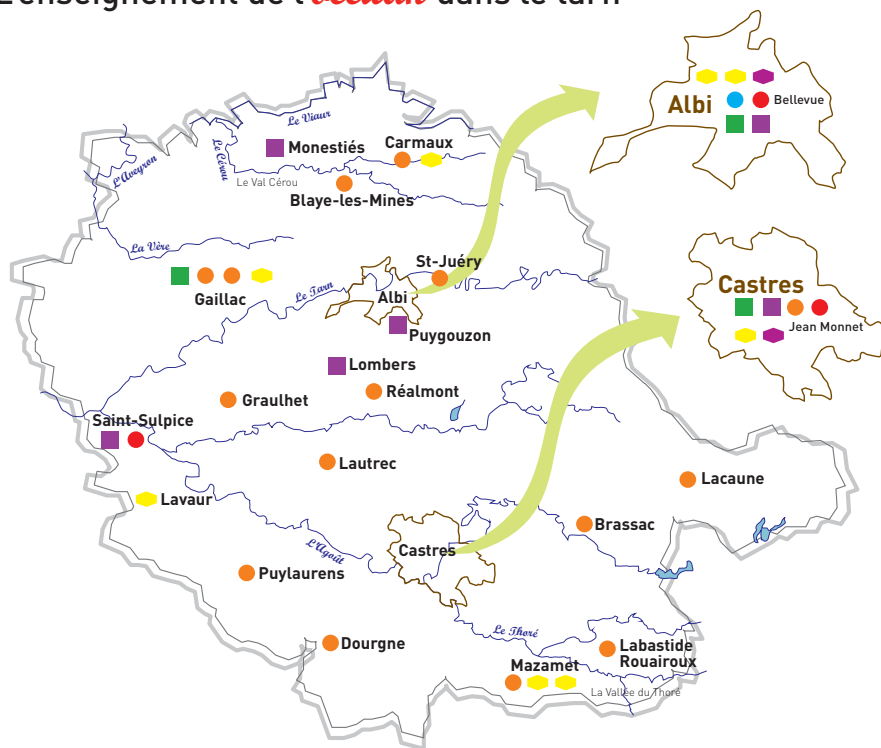 L'enseignement de l'occitan dans le tarn
Albi
Bellevue
Le Viaur
Monestiés
Carmaux
Le Cérou
L'Aveyron
Le Val Cérou
Blaye-les-Mines
La Vère
St-Juéry
Castres
Jean Monnet
Gaillac
Le Tarn
Albi
Puygouzon
Lombers
Réalmont
Graulhet
Saint-Sulpice
Lautrec
Lacaune
Lavaur
Brassac
L'Agoût
Castres
Puylaurens
Le Thoré
Dourgne
Labastide
Rouairoux
Mazamet
La Vallée du Thoré